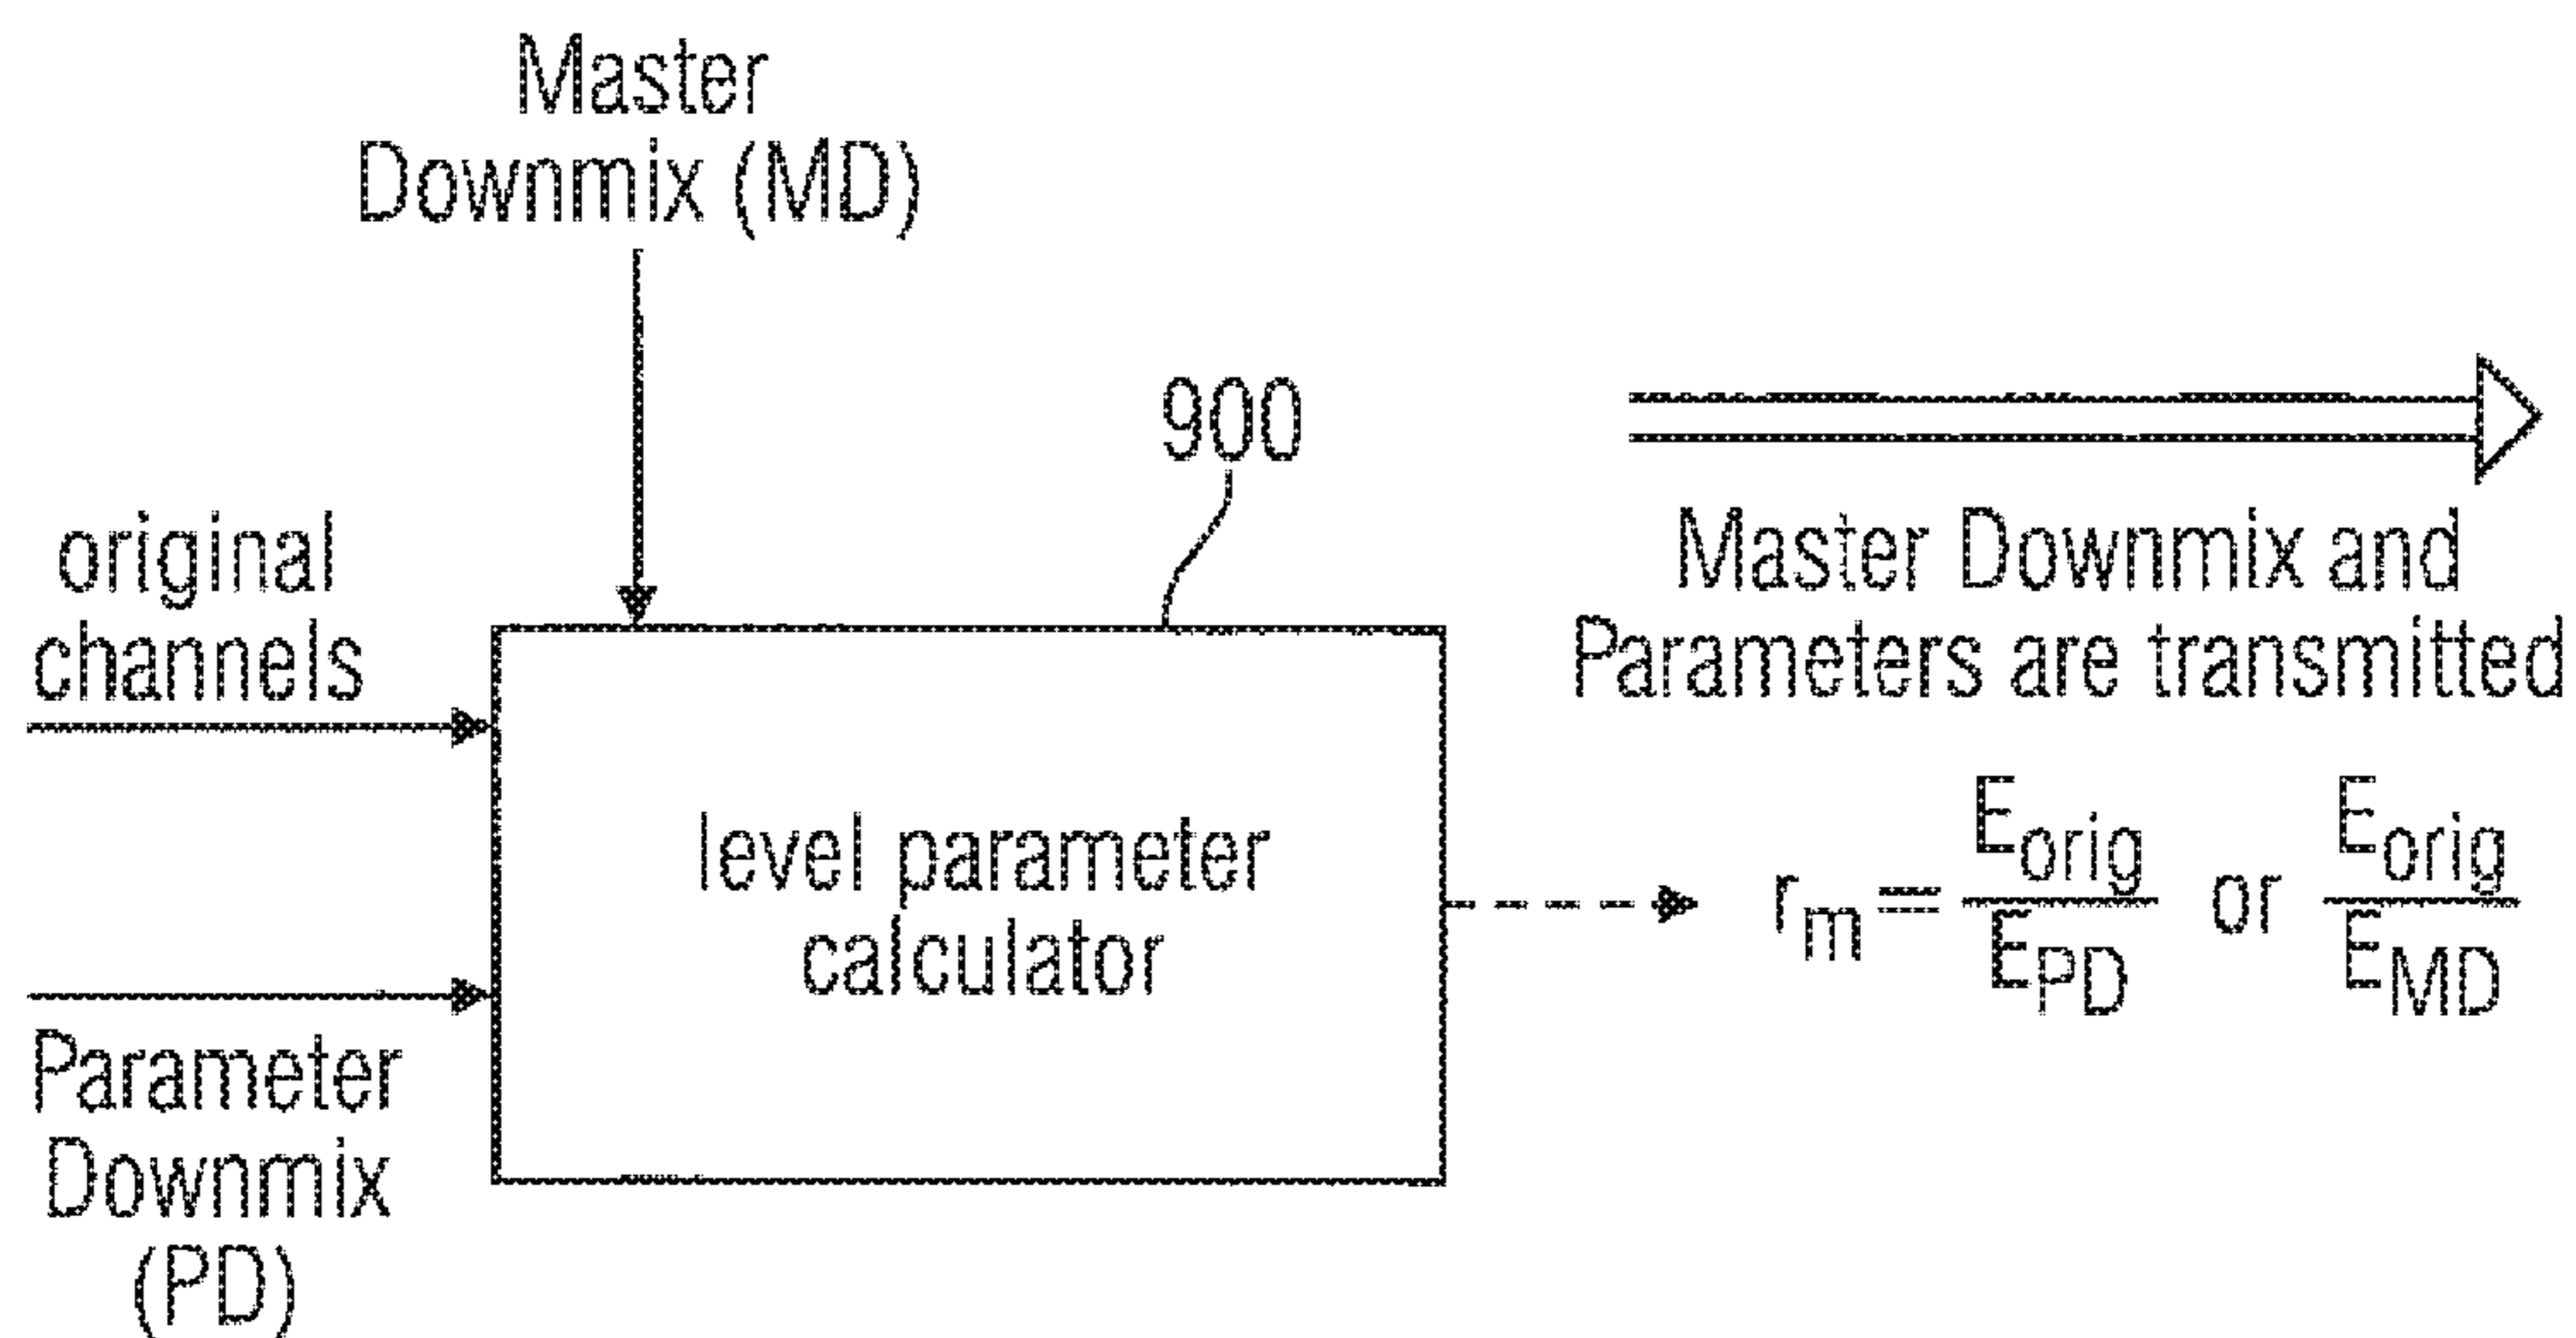 Master
Downmix (MD)
900
original
channels
Master Downmix and
Parameters are transmitted
level parameter
calculator
r_m = E_orig / E_PD or E_orig / E_MD
Parameter
Downmix
(PD)